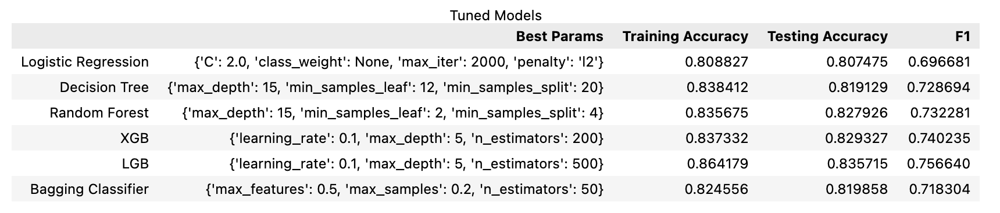 Tuned Models
Best Params Training Accuracy Testing Accuracy F1
Logistic Regression {'C': 2.0, 'class_weight': None, 'max_iter': 2000, 'penalty': 'l2'} 0.808827 0.807475 0.696681
Decision Tree {'max_depth': 15, 'min_samples_leaf': 12, 'min_samples_split': 20} 0.838412 0.819129 0.728694
Random Forest {'max_depth': 15, 'min_samples_leaf': 2, 'min_samples_split': 4} 0.835675 0.827926 0.732281
XGB {'learning_rate': 0.1, 'max_depth': 5, 'n_estimators': 200} 0.837332 0.829327 0.740235
LGB {'learning_rate': 0.1, 'max_depth': 5, 'n_estimators': 500} 0.864179 0.835715 0.756640
Bagging Classifier {'max_features': 0.5, 'max_samples': 0.2, 'n_estimators': 50} 0.824556 0.819858 0.718304